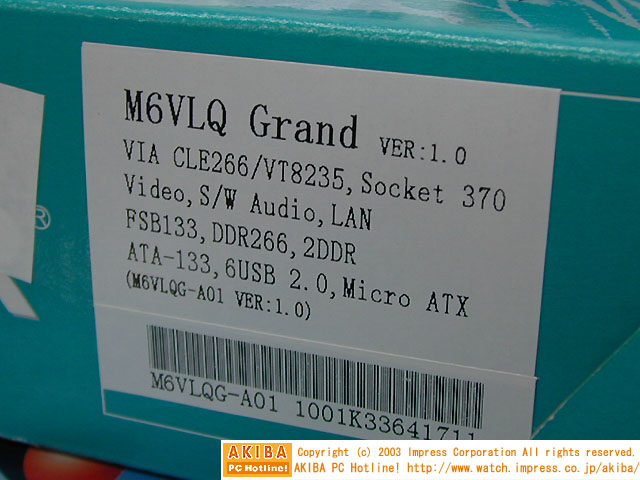 M6VLQ Grand VER:1.0
VIA CLE266/VT8235,Socket 370
Video,S/W Audio,LAN
FSB133,DDR266,2DDR
ATA-133,6USB 2.0,Micro ATX
(M6VLQG-A01 VER:1.0)
M6VLQG-A01 1001K33641711
®
AKIBA
PC Hotline!
Copyright (c) 2003 Impress Corporation All rights reserved.
AKIBA PC Hotline! http://www.watch.impress.co.jp/akiba/